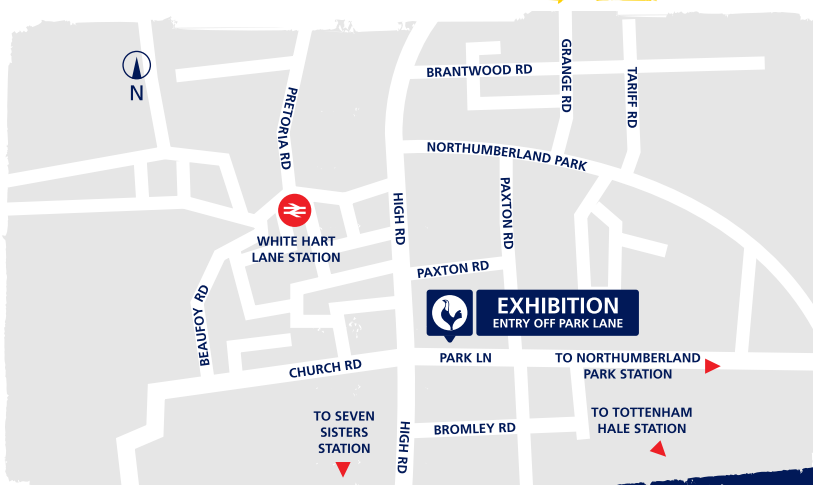 GRANGE RD
BRANTWOOD RD
TARIFF RD
N
PRETORIA RD
NORTHUMBERLAND PARK
HIGH RD
PAXTON RD
WHITE HART
LANE STATION
PAXTON RD
BEAUFOY RD
EXHIBITION
ENTRY OFF PARK LANE
PARK LN
TO NORTHUMBERLAND
PARK STATION
CHURCH RD
TO SEVEN
SISTERS
STATION
HIGH RD
BROMLEY RD
TO TOTTENHAM
HALE STATION